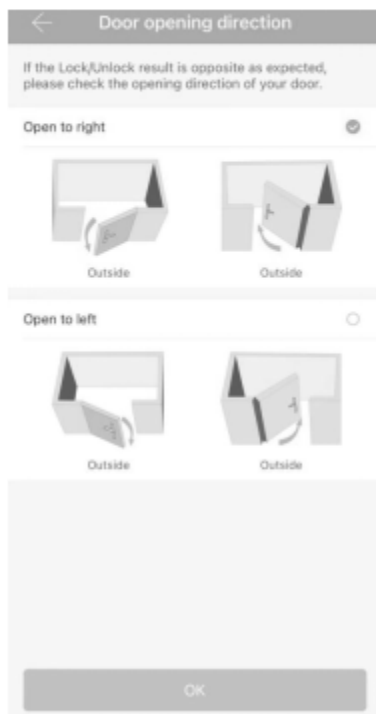 Door opening direction
If the Lock/Unlock result is opposite as expected,
please check the opening direction of your door.
Open to right
Outside
Outside
Open to left
Outside
Outside
OK